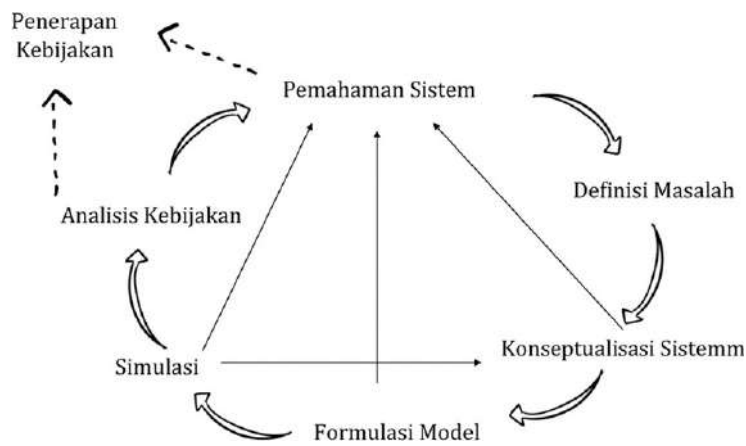 Penerapan
Kebijakan
Pemahaman Sistem
Definisi Masalah
Analisis Kebijakan
Konseptualisasi Sistemm
Simulasi
Formulasi Model